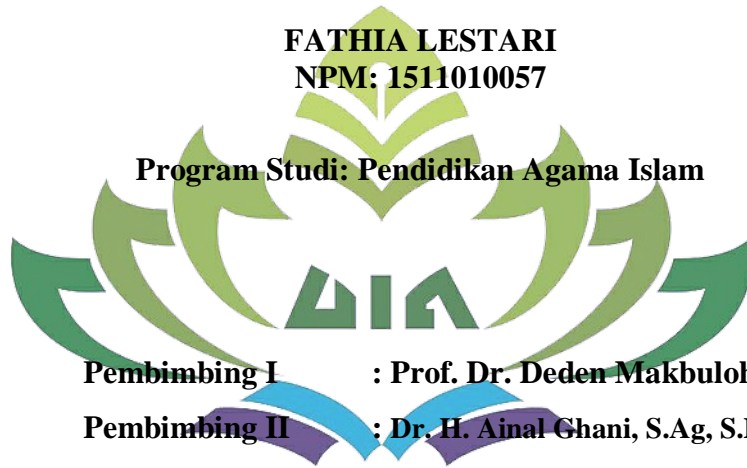 FATHIA LESTARI
NPM: 1511010057
Program Studi: Pendidikan Agama Islam
UIN
Pembimbing I : Prof. Dr. Deden
Pembimbing II : Dr. H. Ainal Ghani, S.Ag,